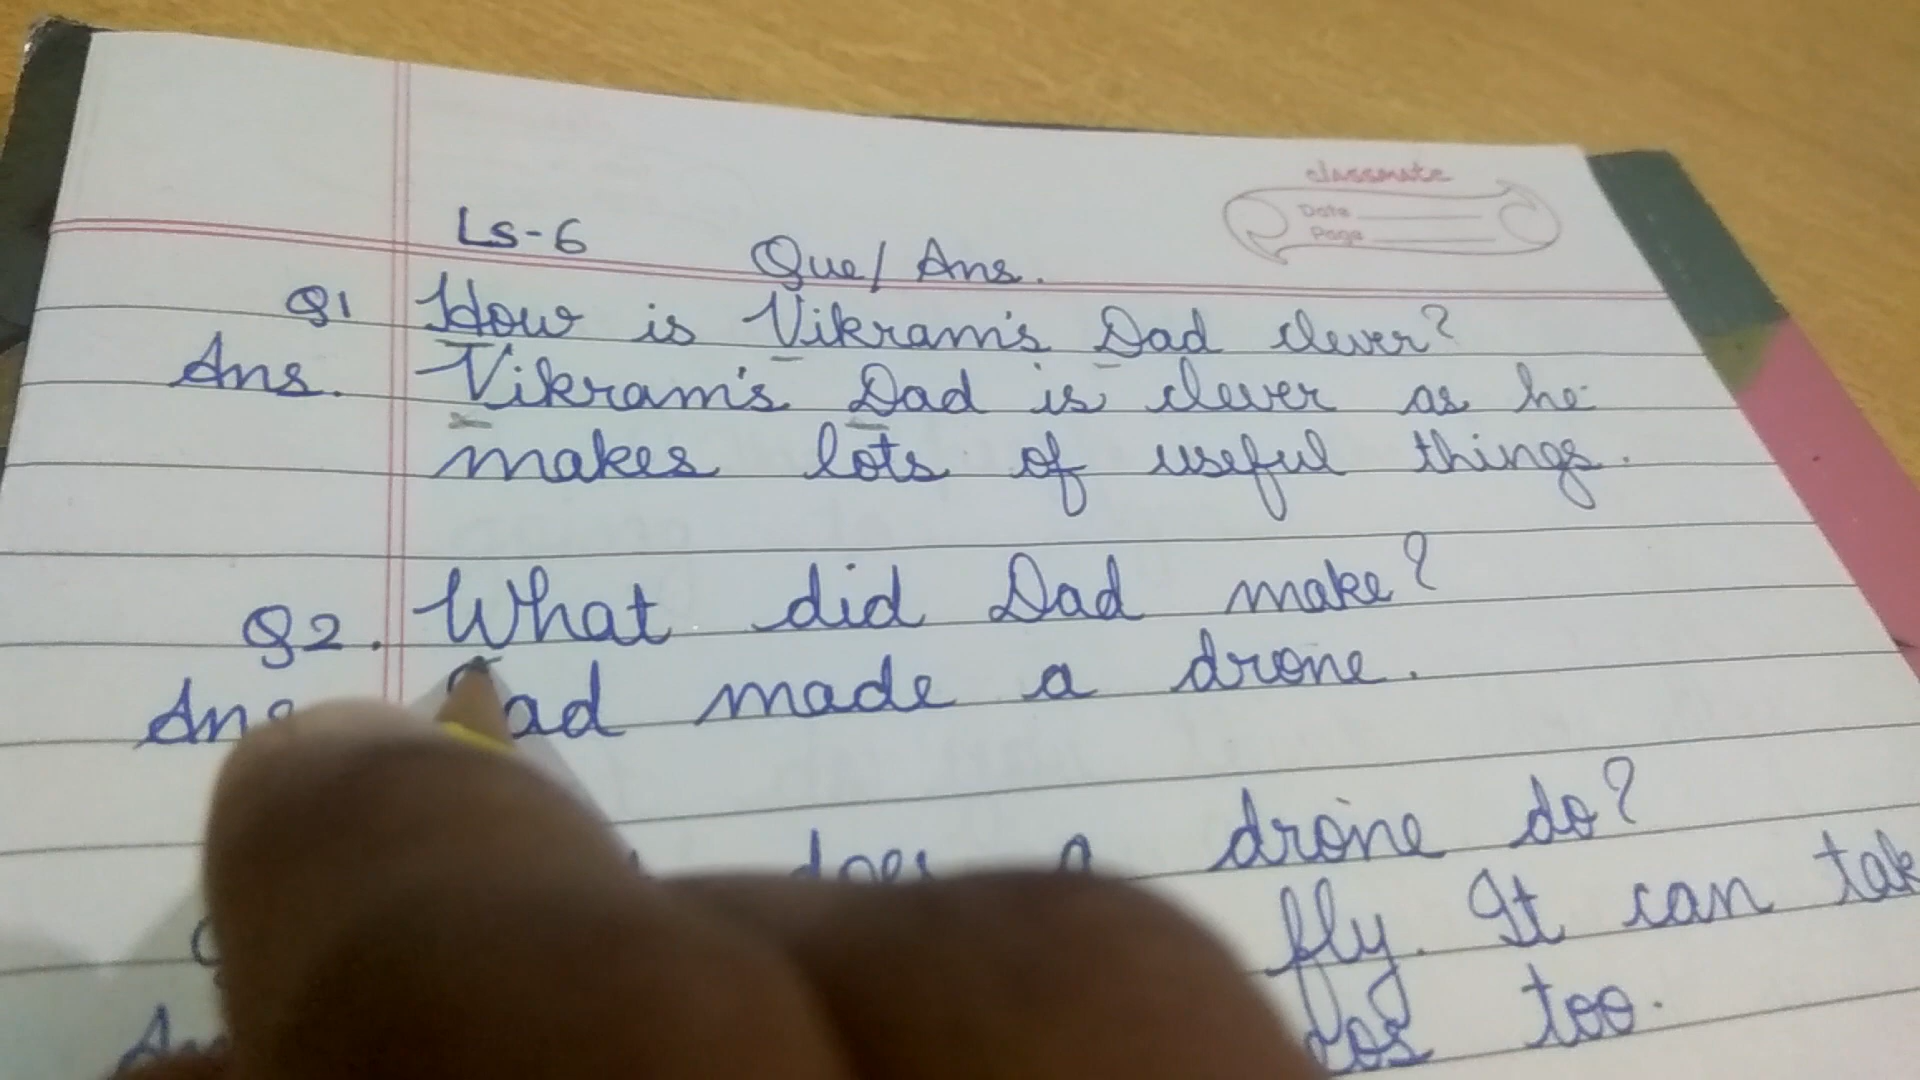 classmate
Date
Page
Ls-6
Que/ Ans.
Q1 How is Vikram's Dad clever?
Ans. Vikram's Dad is clever as he
makes lots of useful things.
Q2. What did Dad make?
Ans ad made a drone.
does a drone do?
fly. It can tak
too.